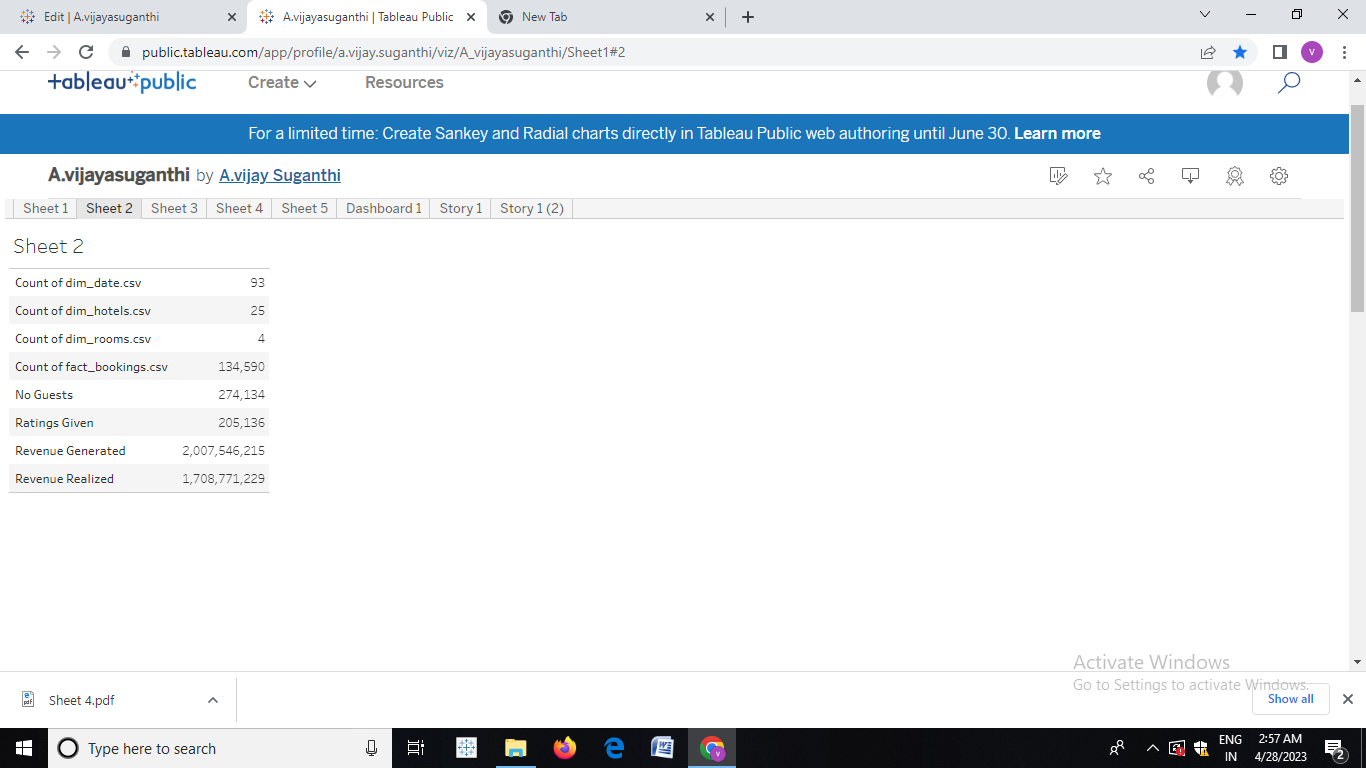 Edit | A.vijayasuganthi
A.vijayasuganthi | Tableau Public
New Tab
public.tableau.com/app/profile/a.vijay.suganthi/viz/A_vijayasuganthi/Sheet1#2
V
+ableau+public
Create
Resources
For a limited time: Create Sankey and Radial charts directly in Tableau Public web authoring until June 30. Learn more
A.vijayasuganthi by A.vijay Suganthi
Sheet 1 Sheet 2 Sheet 3 Sheet 4 Sheet 5 Dashboard 1 Story 1 Story 1 (2)
Sheet 2
Count of dim_date.csv 93
Count of dim_hotels.csv 25
Count of dim_rooms.csv 4
Count of fact_bookings.csv 134,590
No Guests 274,134
Ratings Given 205,136
Revenue Generated 2,007,546,215
Revenue Realized 1,708,771,229
Activate Windows
Go to Settings to activate Windows.
Sheet 4.pdf
Show all
Type here to search
ENG
IN
2:57 AM
4/28/2023
2